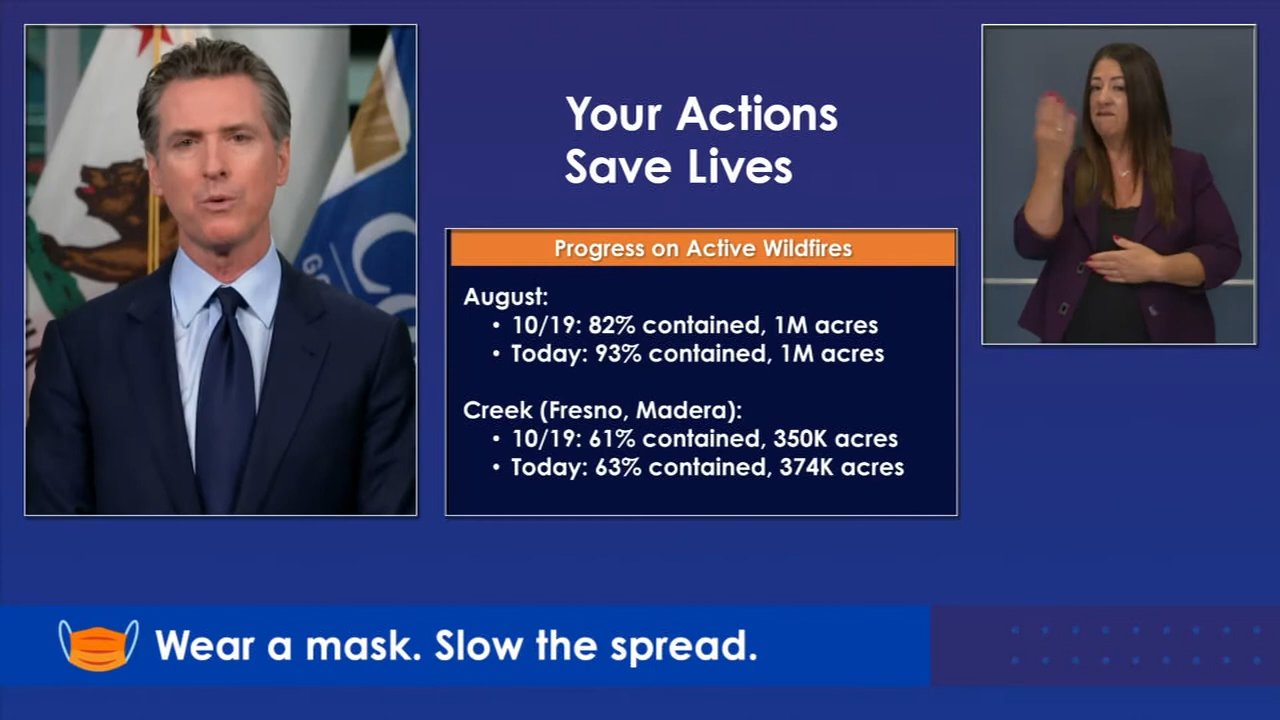 Your Actions
Save Lives
Progress on Active Wildfires
August:
• 10/19: 82% contained, 1M acres
• Today: 93% contained, 1M acres
Creek (Fresno, Madera):
• 10/19: 61% contained, 350K acres
• Today: 63% contained, 374K acres
Wear a mask. Slow the spread.